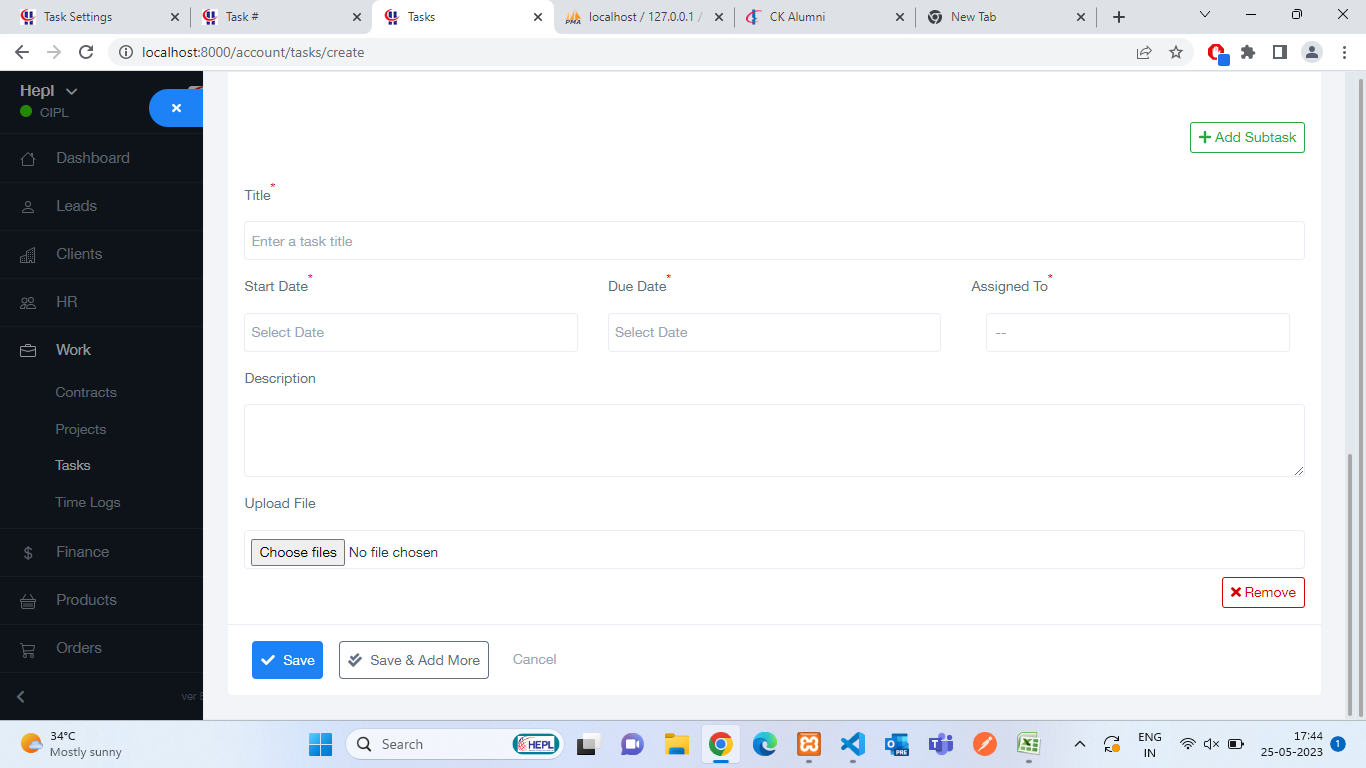 Task Settings
Task #
Tasks
localhost / 127.0.0.1 /
CK Alumni
New Tab
localhost:8000/account/tasks/create
Hepl
CIPL
Dashboard
Leads
Clients
HR
Work
Contracts
Projects
Tasks
Time Logs
Finance
Products
Orders
ver
+ Add Subtask
Title*
Enter a task title
Start Date*
Due Date*
Assigned To*
Select Date
Select Date
--
Description
Upload File
Choose files No file chosen
Remove
Save
Save & Add More
Cancel
34°C
Mostly sunny
Search
HEPL
PRE
ENG
IN
17:44
25-05-2023
1